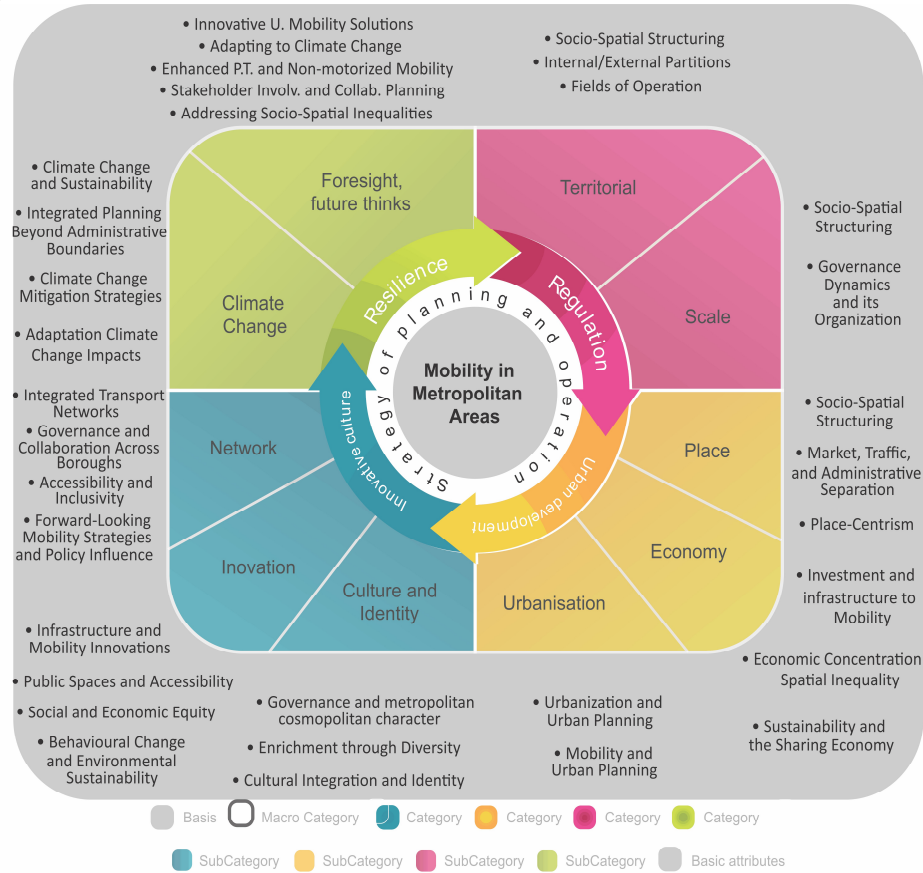 • Innovative U. Mobility Solutions
• Adapting to Climate Change
• Enhanced P.T. and Non-motorized Mobility
• Stakeholder Involv. and Collab. Planning
• Addressing Socio-Spatial Inequalities
• Socio-Spatial Structuring
• Internal/External Partitions
• Fields of Operation
• Climate Change
and Sustainability
• Integrated Planning
Beyond Administrative
Boundaries
• Climate Change
Mitigation Strategies
• Adaptation Climate
Change Impacts
• Integrated Transport
Networks
• Governance and
Collaboration Across
Boroughs
• Accessibility and
Inclusivity
• Forward-Looking
Mobility Strategies
and Policy Influence
• Infrastructure and
Mobility Innovations
• Public Spaces and Accessibility
• Social and Economic Equity
• Behavioural Change
and Environmental
Sustainability
Foresight,
future thinks
Territorial
Climate
Change
Scale
Network
Place
Inovation
Economy
Culture and
Identity
Urbanisation
Resilience
Regulation
Innovative culture
Urban development
Strategy of planning and operation
Mobility in
Metropolitan
Areas
• Socio-Spatial
Structuring
• Governance
Dynamics
and its
Organization
• Socio-Spatial
Structuring
• Market, Traffic,
and Administrative
Separation
• Place-Centrism
• Investment and
infrastructure to
Mobility
• Economic Concentration
Spatial Inequality
• Sustainability and
the Sharing Economy
• Governance and metropolitan
cosmopolitan character
• Enrichment through Diversity
• Cultural Integration and Identity
• Urbanization and
Urban Planning
• Mobility and
Urban Planning
Basis Macro Category Category Category Category Category
SubCategory SubCategory SubCategory SubCategory Basic attributes